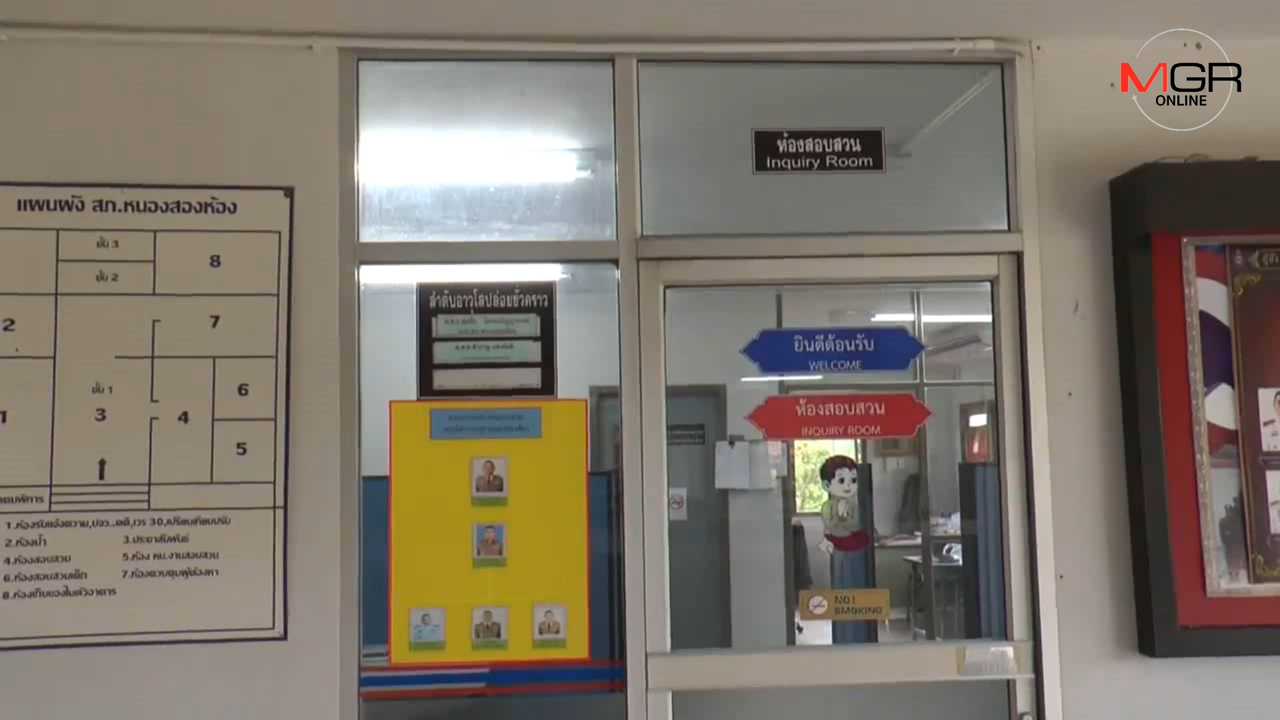 MGR
ONLINE
ห้องสอบสวน
Inquiry Room
แผนผัง สภ.หนองสองห้อง
ชั้น 3
ชั้น 2
8
2
7
ชั้น 1
3
4
6
5
1
1.ห้องรับแจ้งความ,ปจว.,คดี,เวร 30,เปรียบเทียบปรับ
2.ห้องน้ำ
3.ประชาสัมพันธ์
4.ห้องสอบสวน
5.ห้อง หน.งานสอบสวน
6.ห้องสอบสวนเด็ก
7.ห้องควบคุมผู้ต้องหา
8.ห้องเก็บของในตัวอาคาร
ลำดับอาวุโสปล่อยชั่วคราว
ยินดีต้อนรับ
WELCOME
ห้องสอบสวน
INQUIRY ROOM
NO!
SMOKING